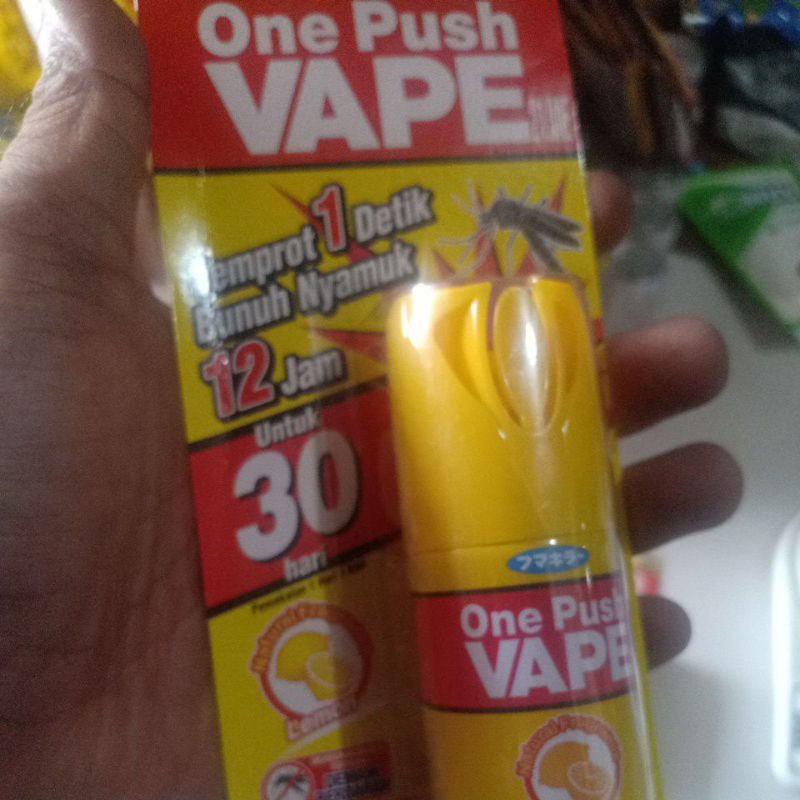 One Push
VAPE
1 Detik
Bunuh Nyamuk
12 Jam
Untuk
30
hari
Lemon
フマキラー
One Push
VAPE